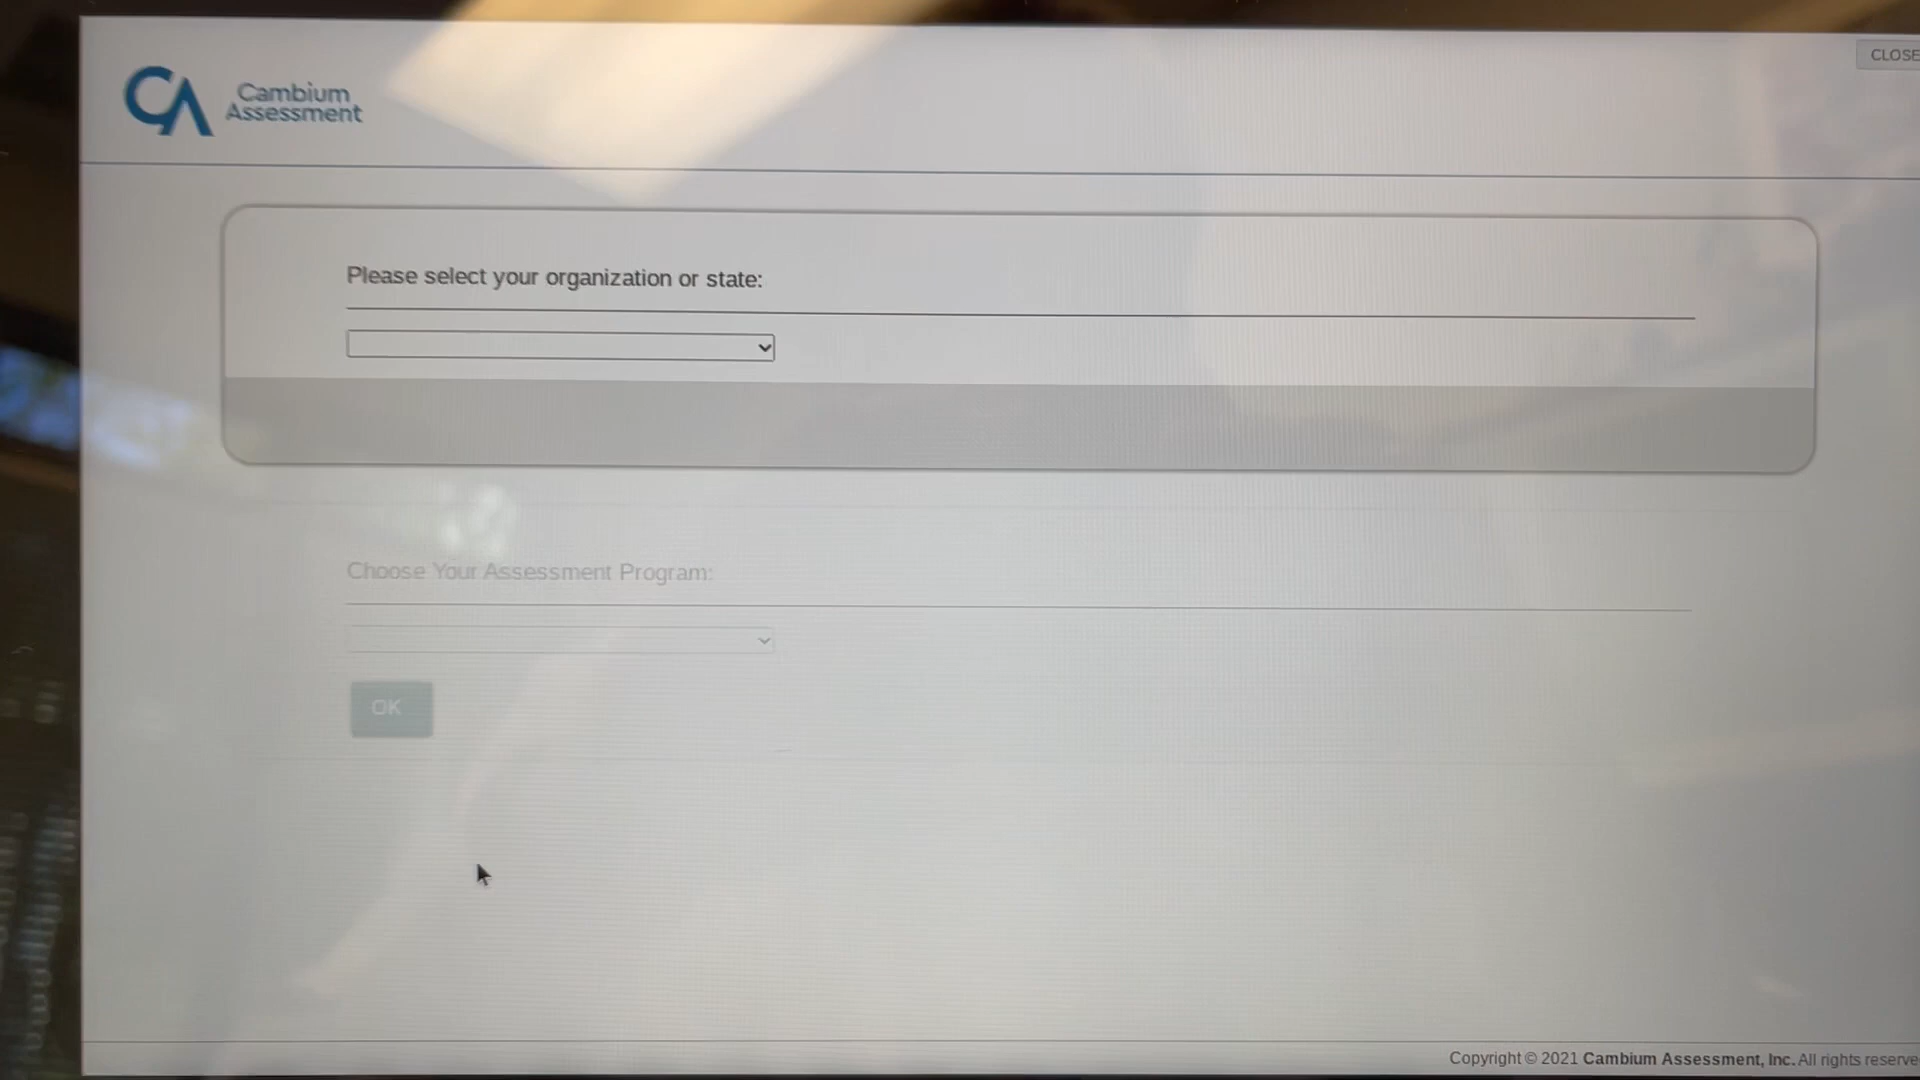 CLOSE
Cambium
Assessment
Please select your organization or state:
Choose Your Assessment Program:
OK
Copyright © 2021 Cambium Assessment, Inc. All rights reserve